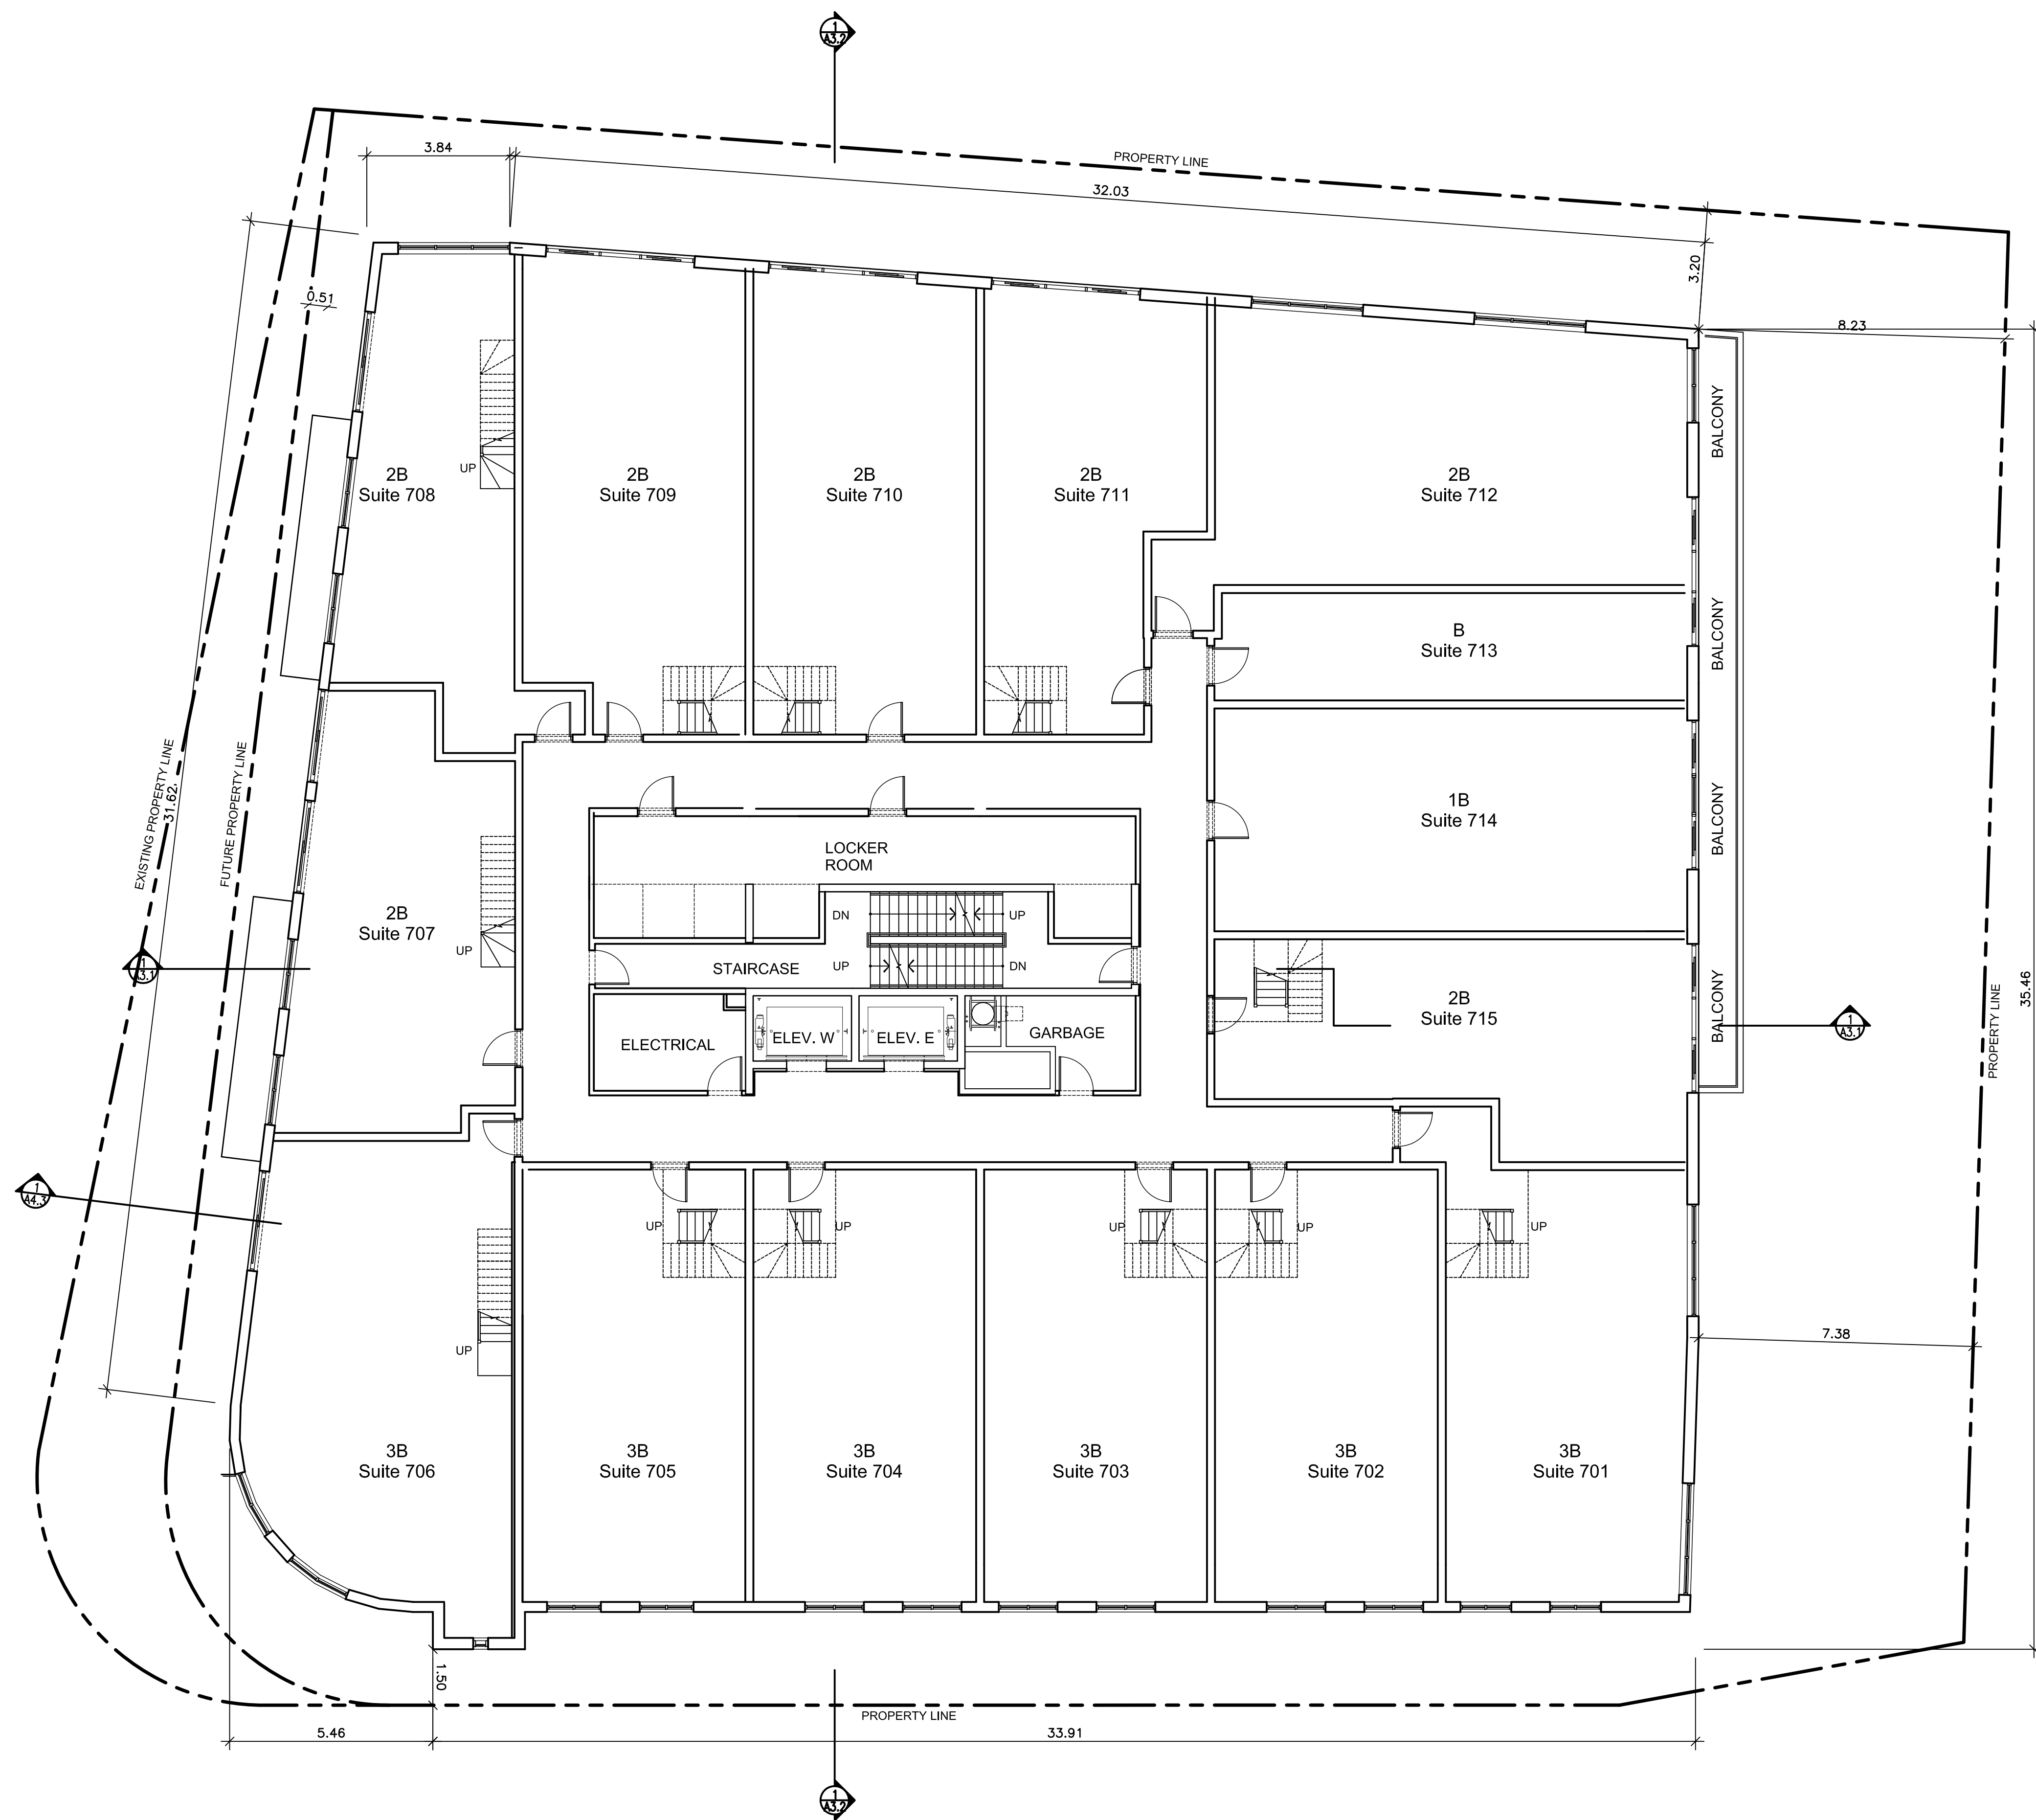 1
A3.2
PROPERTY LINE
3.84
32.03
3.20
0.51
8.23
BALCONY
2B
Suite 708
UP
2B
Suite 709
2B
Suite 710
2B
Suite 711
2B
Suite 712
BALCONY
B
Suite 713
EXISTING PROPERTY LINE
31.62
FUTURE PROPERTY LINE
BALCONY
1B
Suite 714
LOCKER
ROOM
2B
Suite 707
UP
DN
UP
STAIRCASE
UP
DN
1
A3.1
BALCONY
2B
Suite 715
35.46
PROPERTY LINE
1
A3.1
ELECTRICAL
ELEV. W
ELEV. E
GARBAGE
1
A4.3
UP
UP
UP
UP
UP
UP
7.38
3B
Suite 706
3B
Suite 705
3B
Suite 704
3B
Suite 703
3B
Suite 702
3B
Suite 701
1.50
PROPERTY LINE
5.46
33.91
1
A3.2